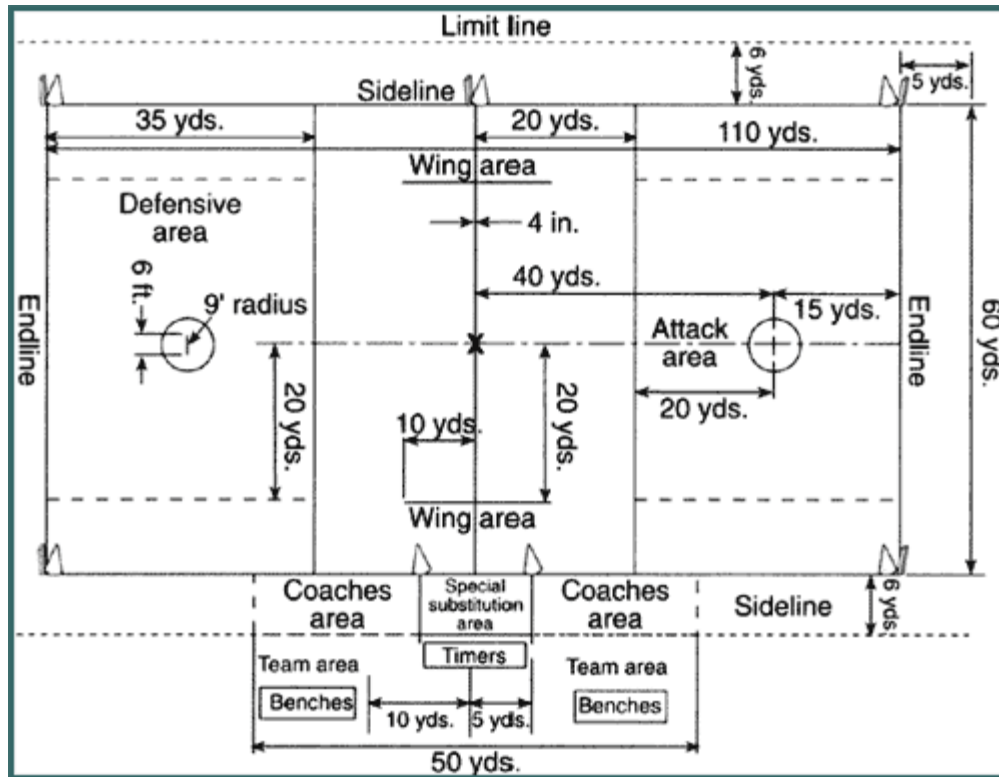 Limit line
6 yds.
5 yds.
Sideline
35 yds.
20 yds.
110 yds.
Wing area
Defensive
area
4 in.
40 yds.
6 ft.
9' radius
15 yds.
Endline
X
Attack
area
Endline
60 yds.
20 yds.
20 yds.
10 yds.
20 yds.
Wing area
Coaches
area
Special
substitution
area
Coaches
area
Sideline
6 yds
Timers
Team area
Benches
Team area
Benches
10 yds.
5 yds.
50 yds.